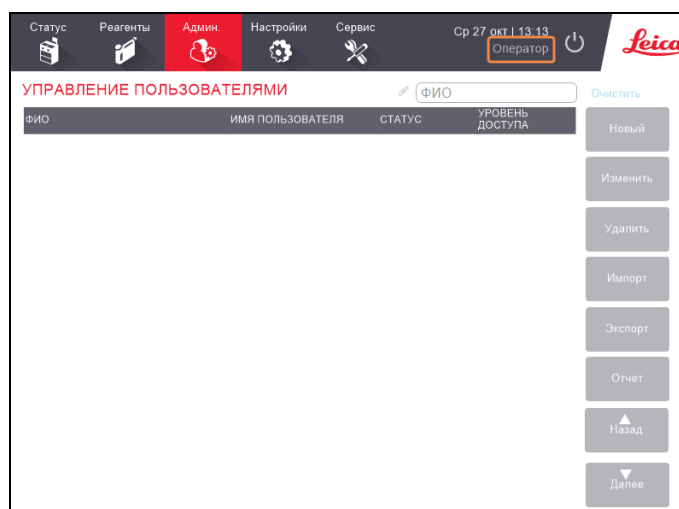 Статус Реагенты Админ. Настройки Сервис Ср 27 окт | 13:13
Оператор
Leica
УПРАВЛЕНИЕ ПОЛЬЗОВАТЕЛЯМИ ФИО Очистить
ФИО ИМЯ ПОЛЬЗОВАТЕЛЯ СТАТУС УРОВЕНЬ ДОСТУПА
Новый
Изменить
Удалить
Импорт
Экспорт
Отчет
Назад
Далее